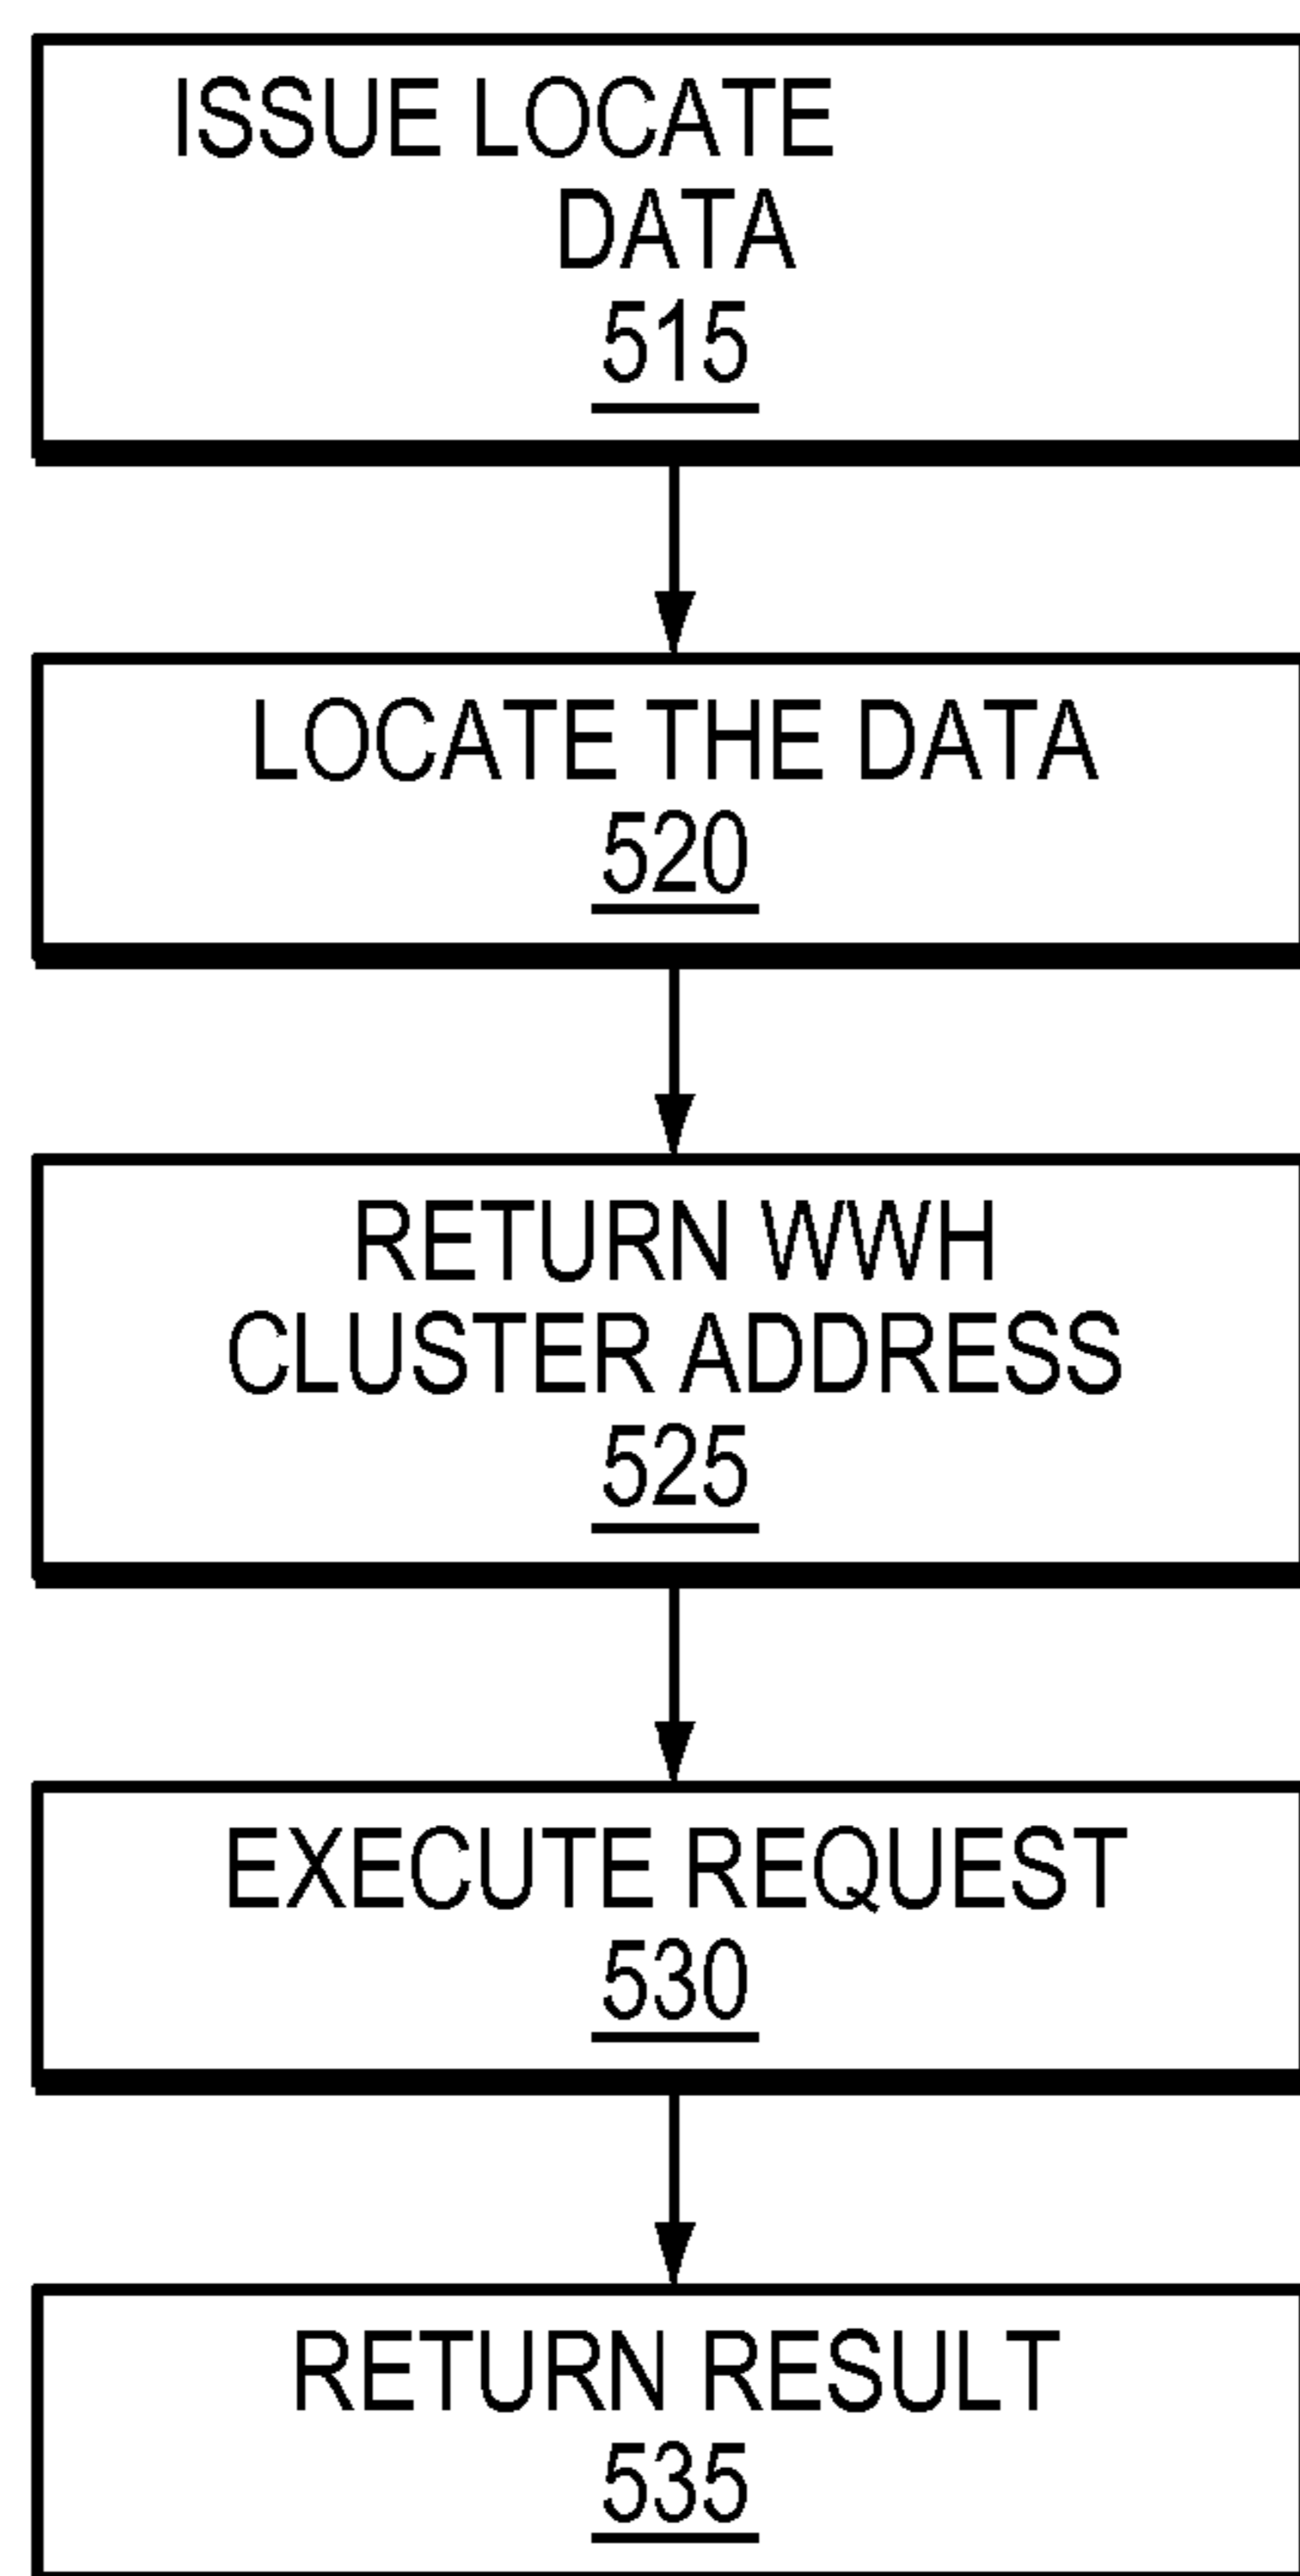 ISSUE LOCATE
DATA
515
LOCATE THE DATA
520
RETURN WWH
CLUSTER ADDRESS
525
EXECUTE REQUEST
530
RETURN RESULT
535